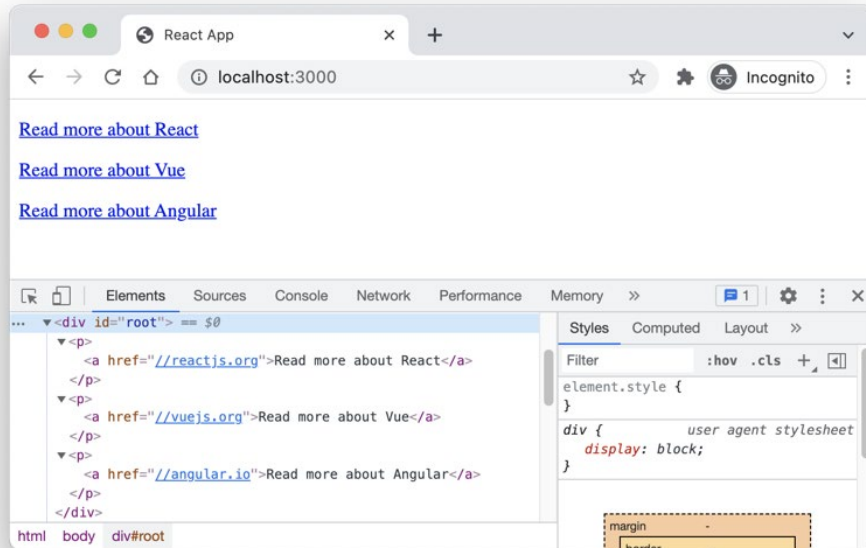 React App
localhost:3000
Incognito
Read more about React
Read more about Vue
Read more about Angular
Elements Sources Console Network Performance Memory » 1
Styles Computed Layout »
Filter :hov .cls +
element.style {
}
div { user agent stylesheet
display: block;
}
margin -
border
... ▼<div id="root"> == $0
▼<p>
<a href="//reactjs.org">Read more about React</a>
</p>
▼<p>
<a href="//vuejs.org">Read more about Vue</a>
</p>
▼<p>
<a href="//angular.io">Read more about Angular</a>
</p>
</div>
html body div#root